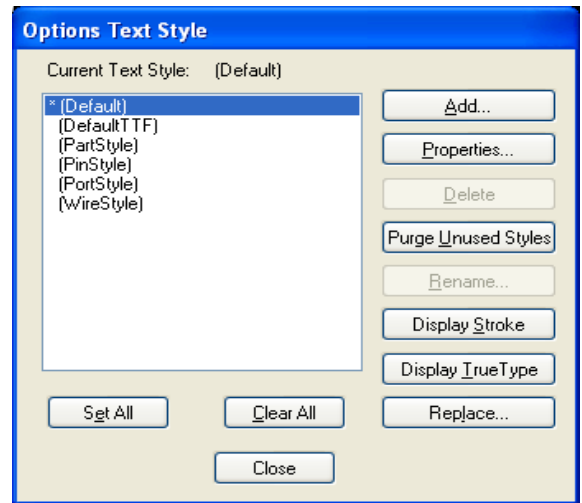 Options Text Style
Current Text Style: (Default)
* (Default)
(DefaultTTF)
(PartStyle)
(PinStyle)
(PortStyle)
(WireStyle)
Add...
Properties...
Delete
Purge Unused Styles
Rename...
Display Stroke
Display TrueType
Set All
Clear All
Replace...
Close